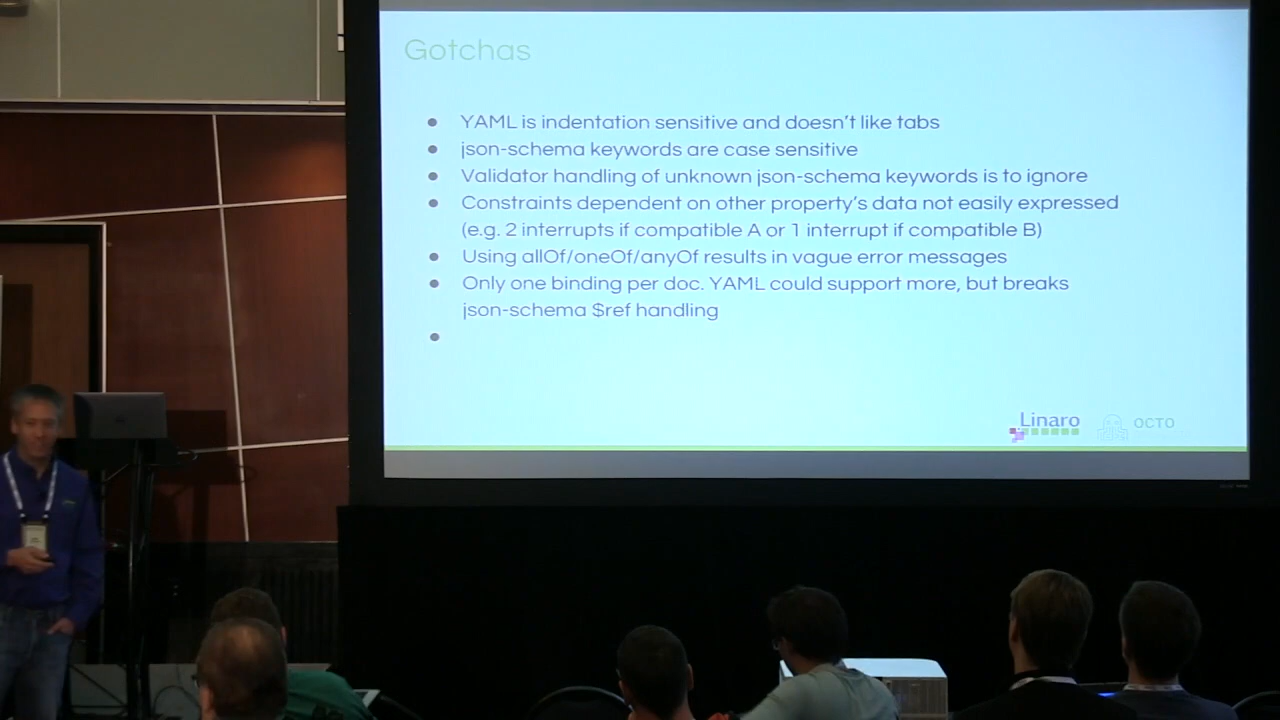 Gotchas
● YAML is indentation sensitive and doesn't like tabs
● json-schema keywords are case sensitive
● Validator handling of unknown json-schema keywords is to ignore
● Constraints dependent on other property's data not easily expressed
(e.g. 2 interrupts if compatible A or 1 interrupt if compatible B)
● Using allOf/oneOf/anyOf results in vague error messages
● Only one binding per doc. YAML could support more, but breaks
json-schema $ref handling
●
Linaro
OCTO